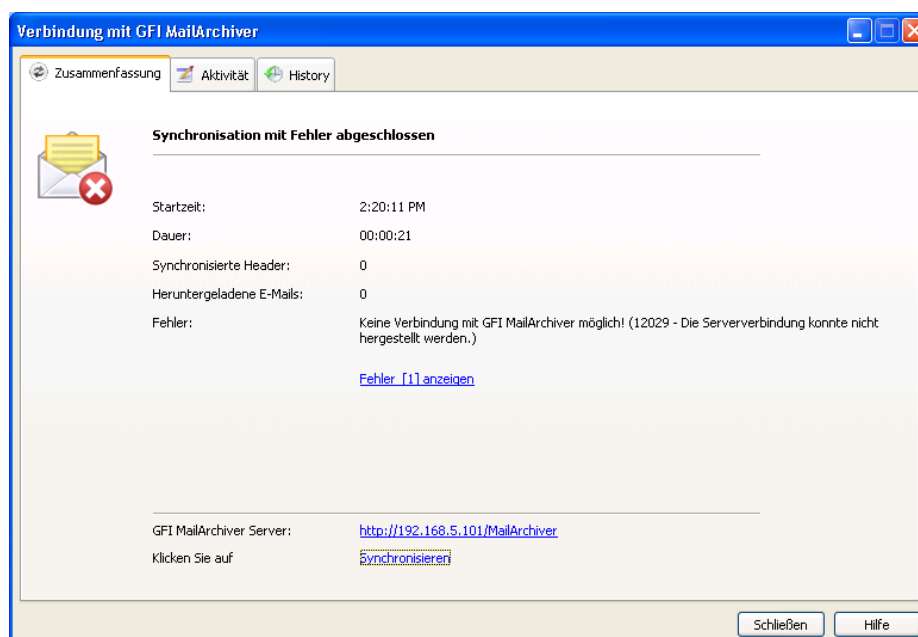 Verbindung mit GFI MailArchiver
Zusammenfassung
Aktivität
History
Synchronisation mit Fehler abgeschlossen
Startzeit: 2:20:11 PM
Dauer: 00:00:21
Synchronisierte Header: 0
Heruntergeladene E-Mails: 0
Fehler: Keine Verbindung mit GFI MailArchiver möglich! (12029 - Die Serververbindung konnte nicht
hergestellt werden.)
Fehler [1] anzeigen
GFI MailArchiver Server: http://192.168.5.101/MailArchiver
Klicken Sie auf Synchronisieren
Schließen
Hilfe